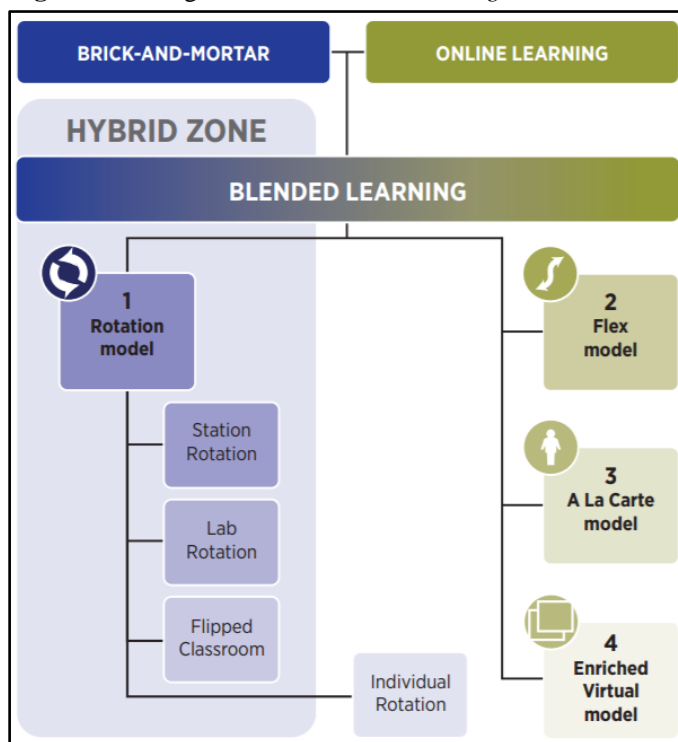 BRICK-AND-MORTAR
ONLINE LEARNING
HYBRID ZONE
BLENDED LEARNING
1
Rotation
model
Station
Rotation
Lab
Rotation
Flipped
Classroom
Individual
Rotation
2
Flex
model
3
A La Carte
model
4
Enriched
Virtual
model